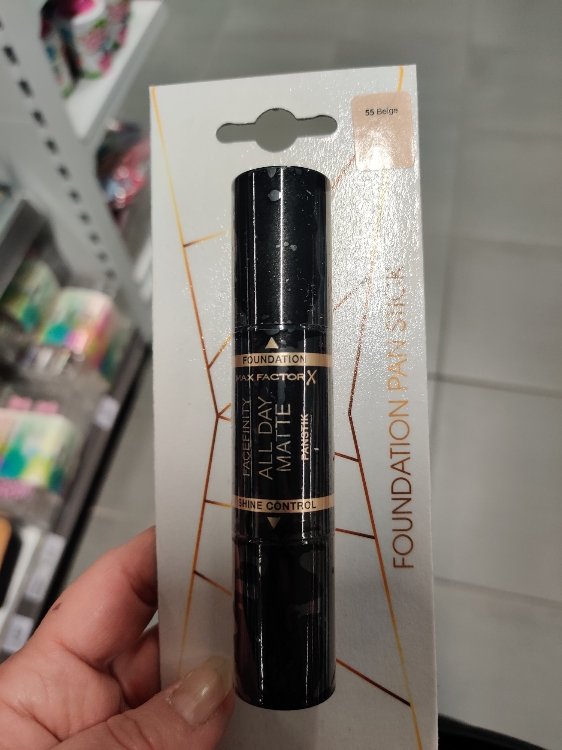 55 Beige
FOUNDATION
MAX FACTOR X
FACEFINITY
ALL DAY
MATTE
PANSTIK
SHINE CONTROL
FOUNDATION PAN STICK